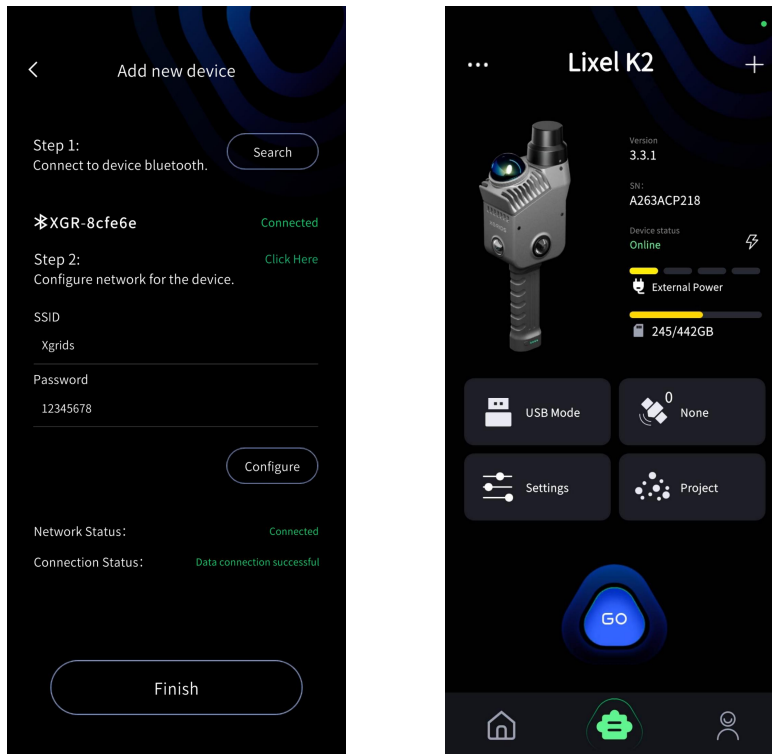 Add new device
Step 1:
Connect to device bluetooth.
Search
XGR-8cfe6e
Connected
Step 2:
Click Here
Configure network for the device.
SSID
Xgrids
Password
12345678
Configure
Network Status:
Connected
Connection Status:
Data connection successful
Finish
Lixel K2
Version
3.3.1
SN:
A263ACP218
Device status
Online
External Power
245/442GB
USB Mode
0
None
Settings
Project
GO